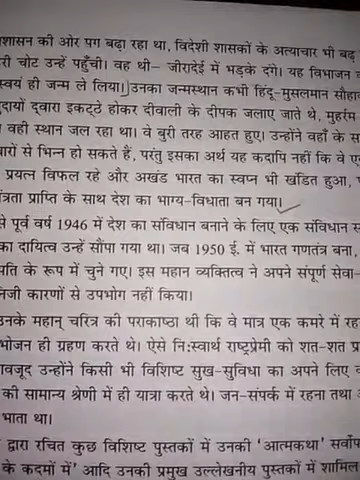 शासन की ओर पग बढ़ा रहा था, विदेशी शासकों के अत्याचार भी बढ़
री चोट उन्हें पहुँची। वह थी– जीरादेई में भड़के दंगे। यह विभाजन
स्वयं ही जन्म ले लिया। उनका जन्मस्थान कभी हिंदू-मुसलमान सौहा
दायों द्वारा इकट्ठे होकर दीवाली के दीपक जलाए जाते थे, मुहर्रम
वही स्थान जल रहा था। वे बुरी तरह आहत हुए। उन्होंने वहाँ के स
ारों से भिन्न हो सकते हैं, परंतु इसका अर्थ यह कदापि नहीं कि वे ए
प्रयत्न विफल रहे और अखंड भारत का स्वप्न भी खंडित हुआ,
ंत्रता प्राप्ति के साथ देश का भाग्य-विधाता बन गया।
से पूर्व वर्ष 1946 में देश का संविधान बनाने के लिए एक संविधान स
का दायित्व उन्हें सौंपा गया था। जब 1950 ई. में भारत गणतंत्र बना,
पति के रूप में चुने गए। इस महान व्यक्तित्व ने अपने संपूर्ण सेवा-
निजी कारणों से उपभोग नहीं किया।
उनके महान् चरित्र की पराकाष्ठा थी कि वे मात्र एक कमरे में रह
भोजन ही ग्रहण करते थे। ऐसे नि:स्वार्थ राष्ट्रप्रेमी को शत-शत प्र
ावजूद उन्होंने किसी भी विशिष्ट सुख-सुविधा का अपने लिए
की सामान्य श्रेणी में ही यात्रा करते थे। जन-संपर्क में रहना तथा
भाता था।
द्वारा रचित कुछ विशिष्ट पुस्तकों में उनकी 'आत्मकथा' सर्वोप
के कदमों में' आदि उनकी प्रमुख उल्लेखनीय पुस्तकों में शामिल